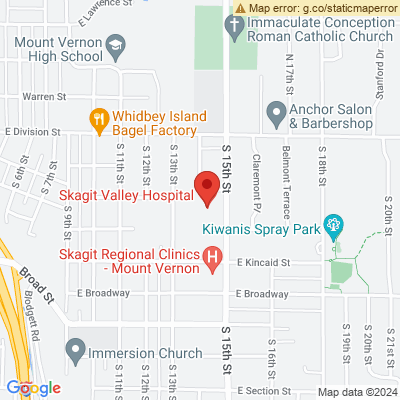 Map error: g.co/staticmaperror
E Lawrence St
Immaculate Conception
Roman Catholic Church
Mount Vernon
High School
N 17th St
Suzanne Dr
Warren St
Whidbey Island
Bagel Factory
Anchor Salon
& Barbershop
E Division St
S 6th St
S 7th St
S 9th St
S 11th St
S 12th St
S 13th St
S 15th St
Claremont Pl
Belmont Terrace
S 18th St
S 20th St
Skagit Valley Hospital
Kiwanis Spray Park
Skagit Regional Clinics
- Mount Vernon
H
E Kincaid St
Broad St
Blodgett Rd
E Broadway
E Broadway
Immersion Church
S 11th St
S 12th St
S 13th St
S 15th St
S 16th St
S 19th St
S 20th St
S 21st St
E Section St
Google
Map data ©2024